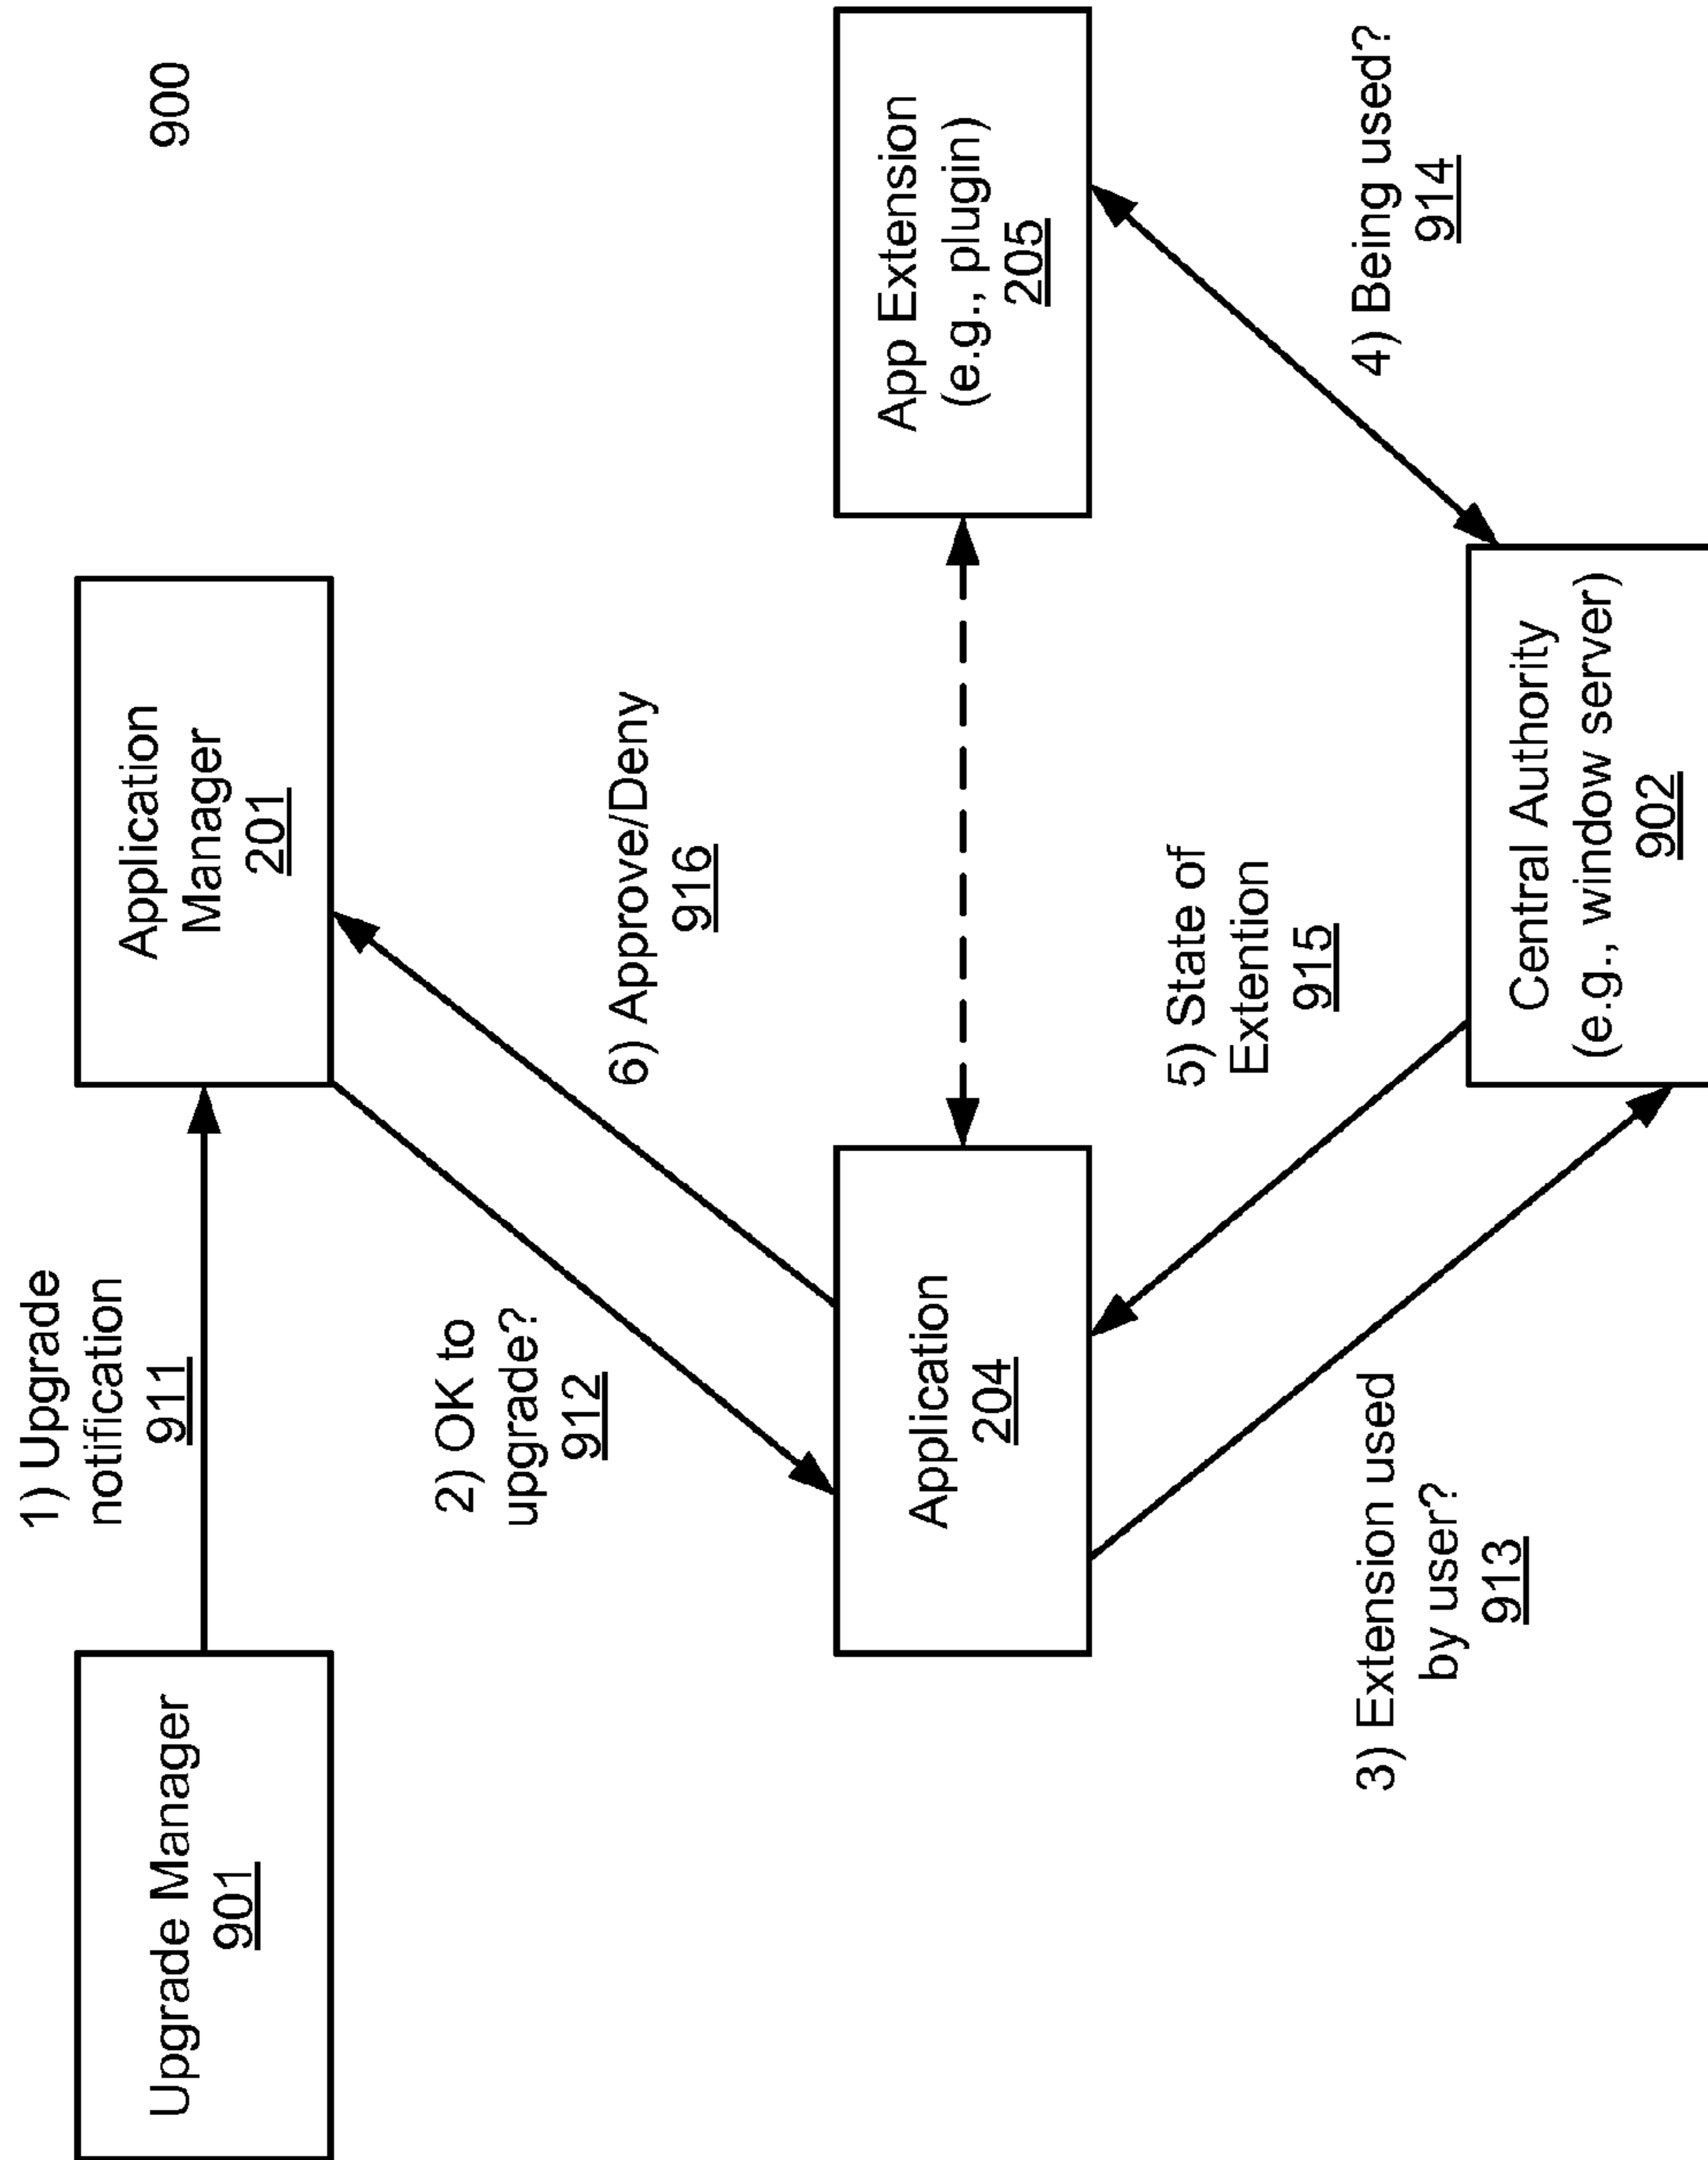 900
1) Upgrade
notification
911
Upgrade Manager
901
Application
Manager
201
2) OK to
upgrade?
912
6) Approve/Deny
916
Application
204
App Extension
(e.g., plugin)
205
3) Extension used
by user?
913
5) State of
Extention
915
4) Being used?
914
Central Authority
(e.g., window server)
902